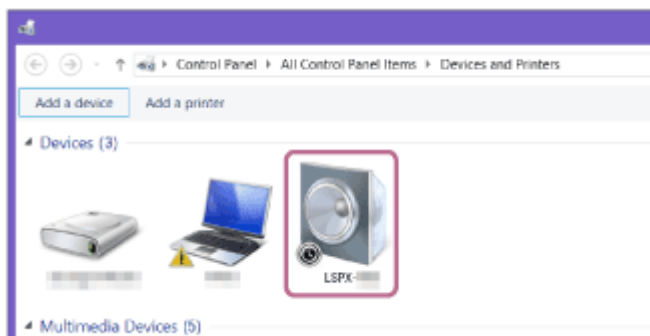 Control Panel ▸ All Control Panel Items ▸ Devices and Printers
Add a device Add a printer
Devices (3)
LSPX-
Multimedia Devices (5)